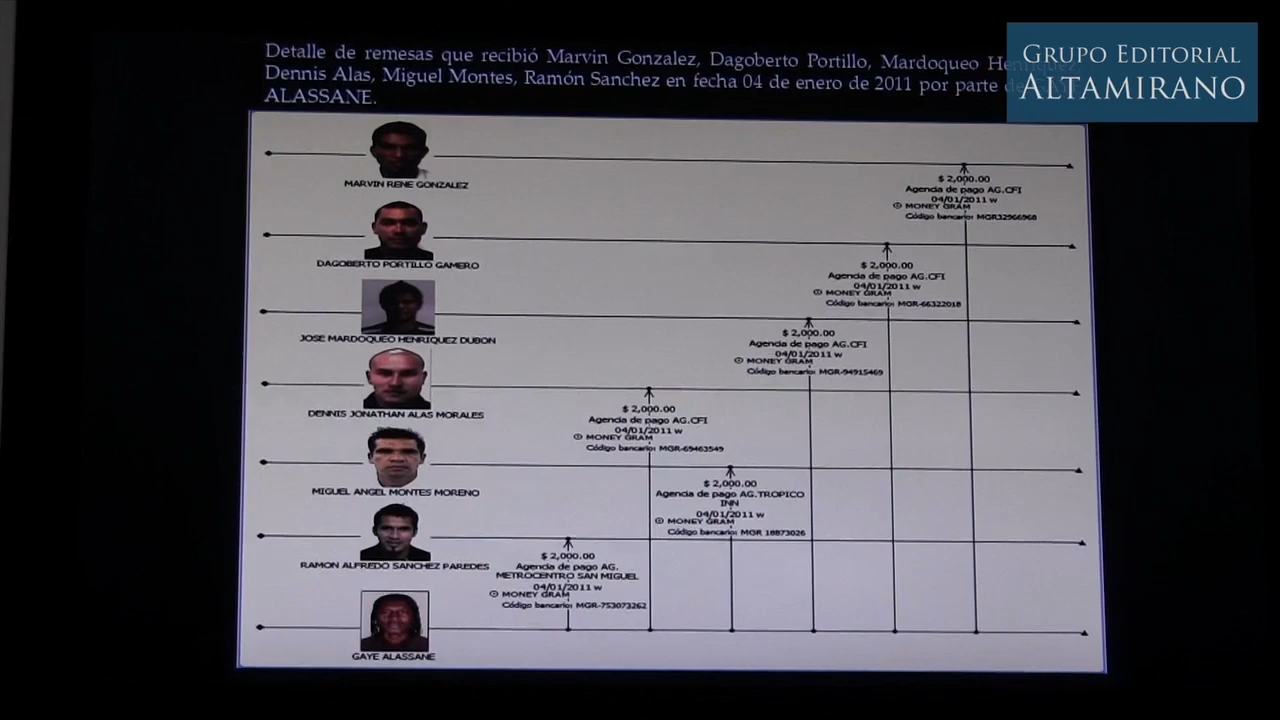 Detalle de remesas que recibió Marvin Gonzalez, Dagoberto Portillo, Mardoqueo Henriquez,
Dennis Alas, Miguel Montes, Ramón Sanchez en fecha 04 de enero de 2011 por parte de
ALASSANE.
GRUPO EDITORIAL
ALTAMIRANO
MARVIN RENE GONZALEZ
$ 2,000.00
Agencia de pago AG.CFI
04/01/2011 w
MONEY GRAM
Código bancario: MGR32966968
DAGOBERTO PORTILLO GAMERO
$ 2,000.00
Agencia de pago AG.CFI
04/01/2011 w
MONEY GRAM
Código bancario: MGR-66322018
JOSE MARDOQUEO HENRIQUEZ DUBON
$ 2,000.00
Agencia de pago AG.CFI
04/01/2011 w
MONEY GRAM
Código bancario: MGR-94915469
DENNIS JONATHAN ALAS MORALES
$ 2,000.00
Agencia de pago AG.CFI
04/01/2011 w
MONEY GRAM
Código bancario: MGR-69463549
MIGUEL ANGEL MONTES MORENO
$ 2,000.00
Agencia de pago AG.TROPICO
INN
04/01/2011 w
MONEY GRAM
Código bancario: MGR 18873026
RAMON ALFREDO SANCHEZ PAREDES
$ 2,000.00
Agencia de pago AG.
METROCENTRO SAN MIGUEL
04/01/2011 w
MONEY GRAM
Código bancario: MGR-753073262
GAYE ALASSANE